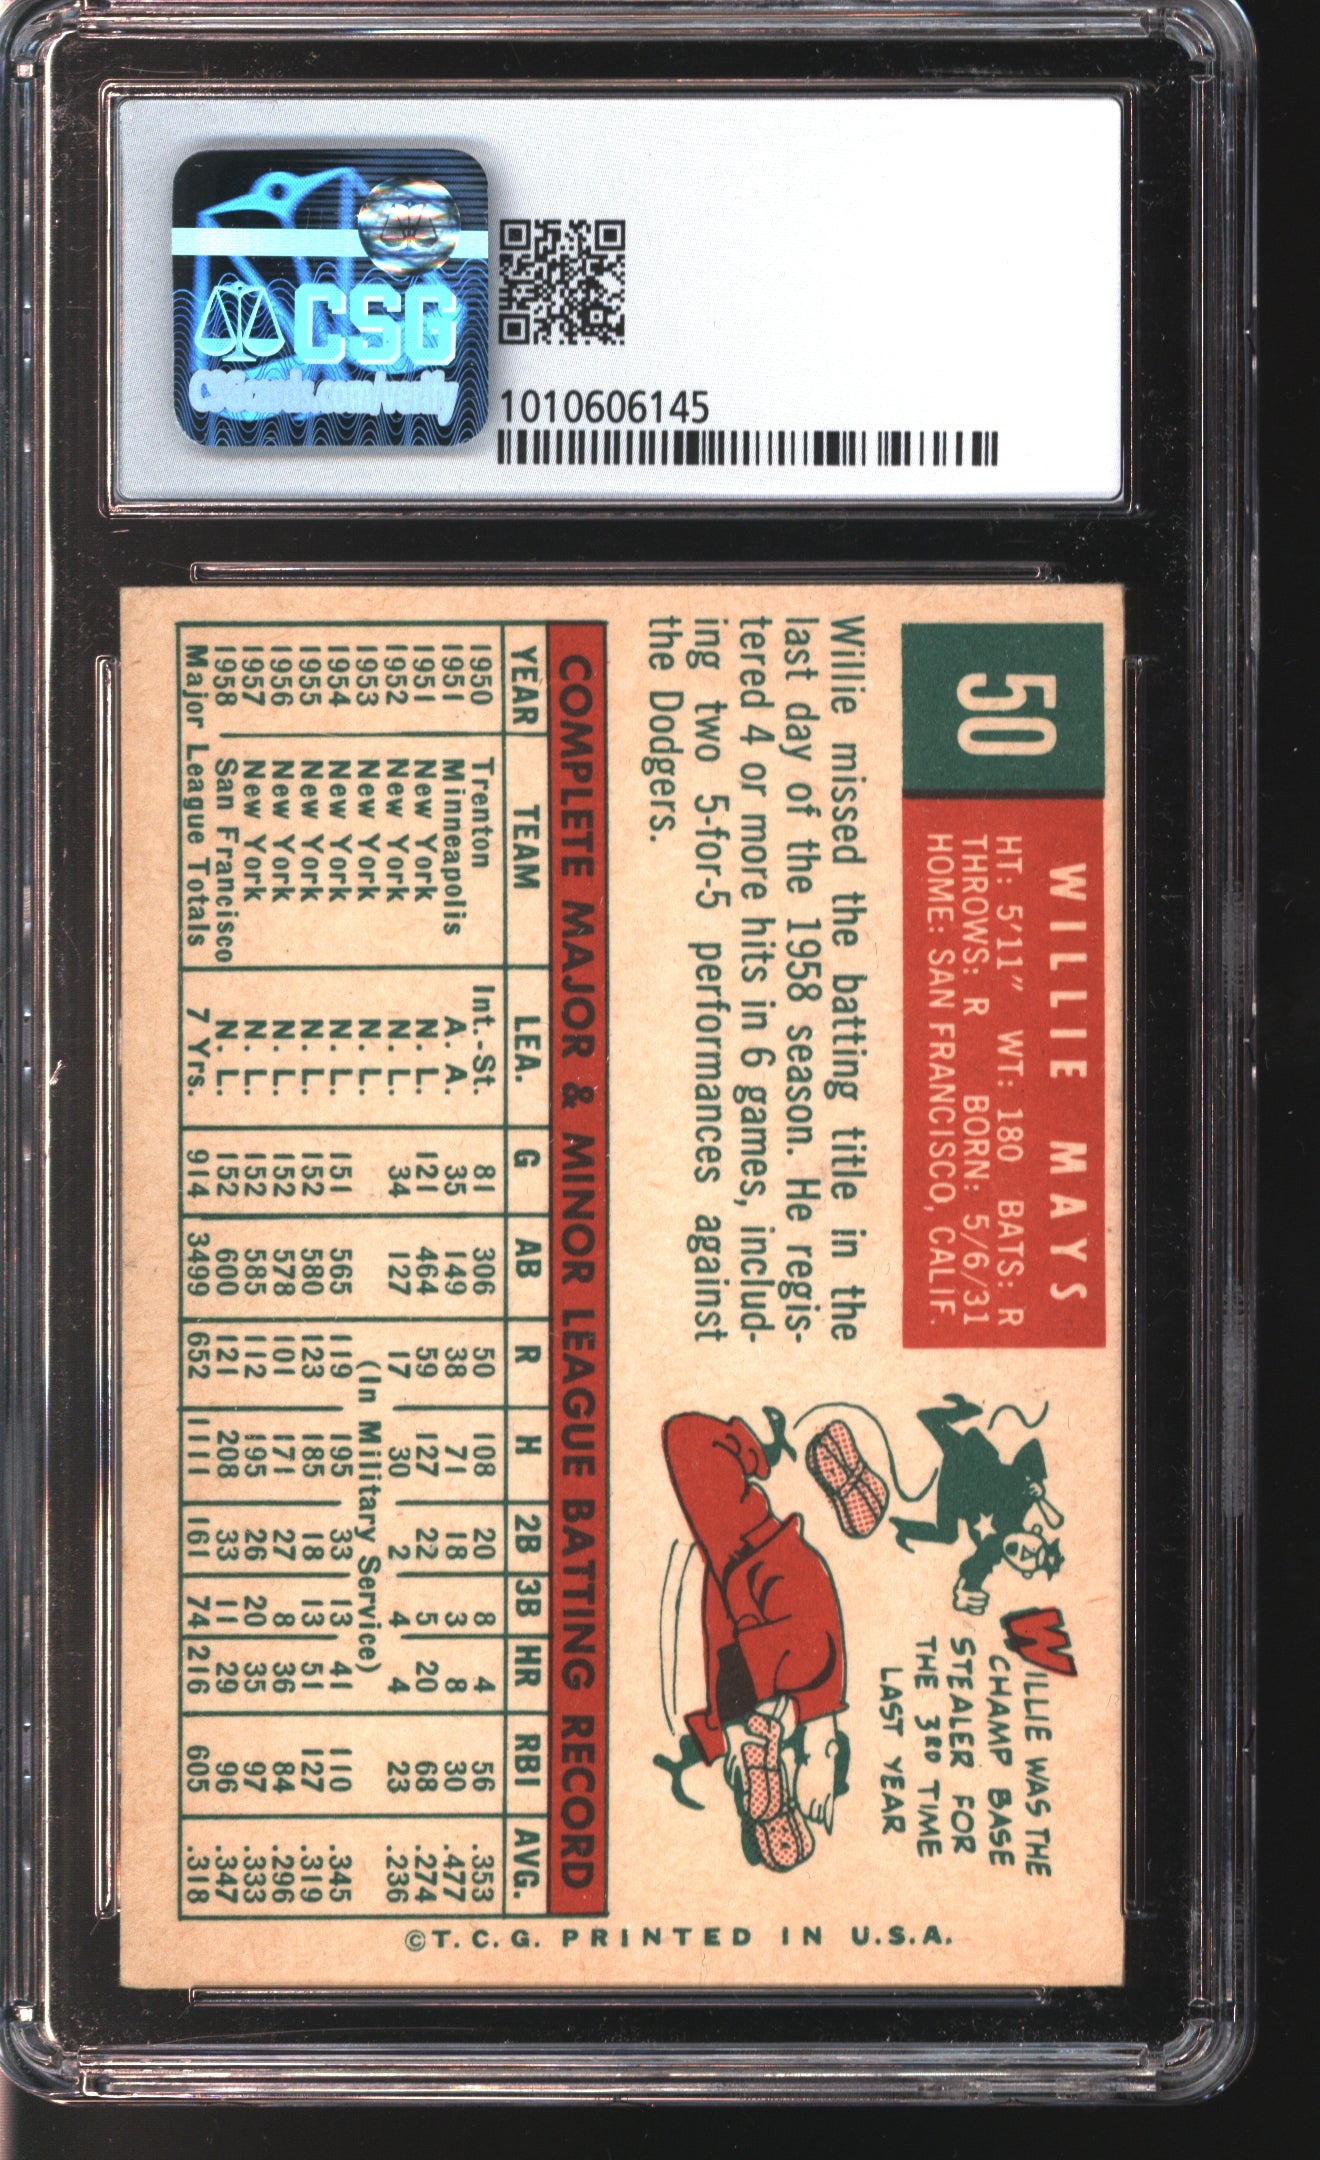 CSG
CSGcards.com/verify
1010606145
50
WILLIE MAYS
HT: 5'11" WT: 180 BATS: R
THROWS: R BORN: 5/6/31
HOME: SAN FRANCISCO, CALIF.
Willie missed the batting title in the
last day of the 1958 season. He regis-
tered 4 or more hits in 6 games, includ-
ing two 5-for-5 performances against
the Dodgers.
WILLIE WAS THE
CHAMP BASE
STEALER FOR
THE 3RD TIME
LAST YEAR
COMPLETE MAJOR & MINOR LEAGUE BATTING RECORD
YEAR TEAM LEA. G AB R H 2B 3B HR RBI AVG.
1950 Trenton Int.-St. 81 306 50 108 20 8 4 56 .353
1951 Minneapolis A. A. 35 149 38 71 18 3 8 30 .477
1951 New York N. L. 121 464 59 127 22 5 20 68 .274
1952 New York N. L. 34 127 17 30 2 4 4 23 .236
1953 New York N. L. (In Military Service)
1954 New York N. L. 151 565 119 195 33 13 41 110 .345
1955 New York N. L. 152 580 123 185 18 13 51 127 .319
1956 New York N. L. 152 578 101 171 27 8 36 84 .296
1957 New York N. L. 152 585 112 195 26 20 35 97 .333
1958 San Francisco N. L. 152 600 121 208 33 11 29 96 .347
Major League Totals 7 Yrs. 914 3499 652 1111 161 74 216 605 .318
©T. C. G. PRINTED IN U.S.A.